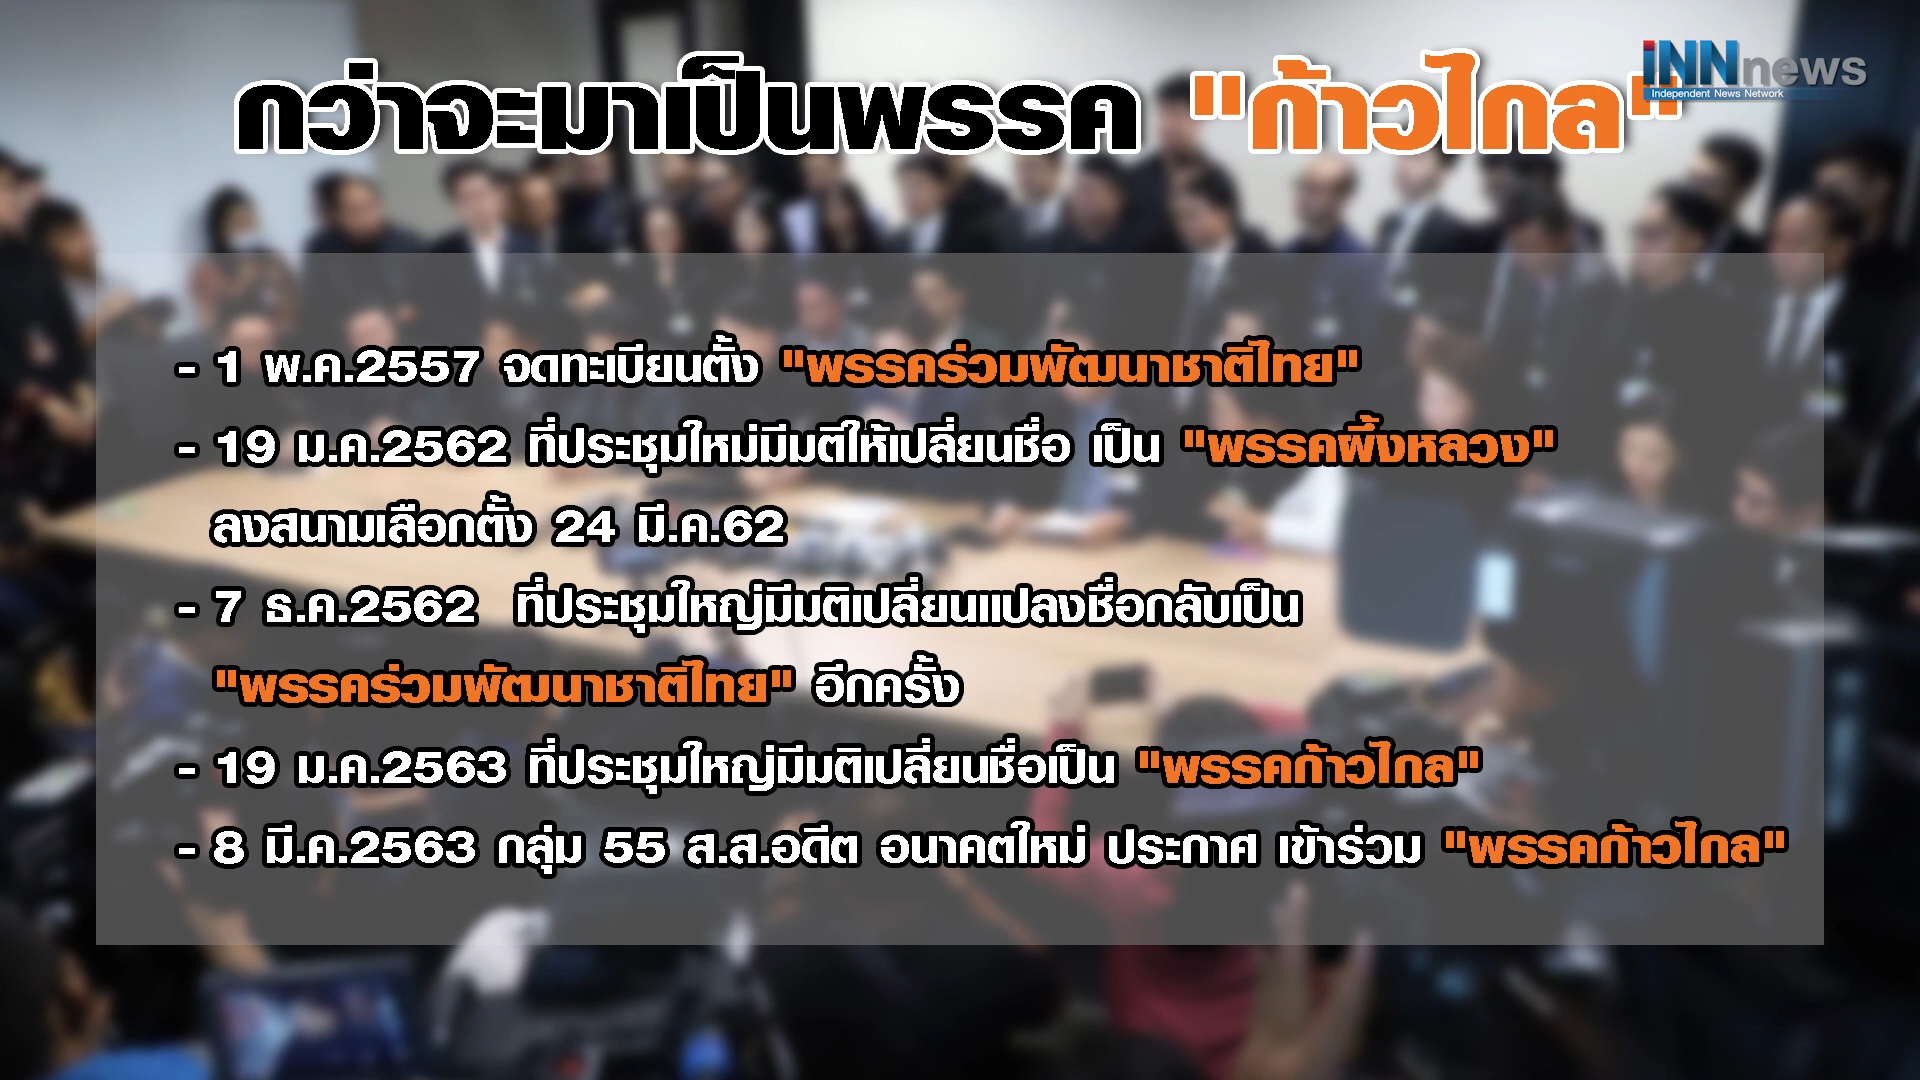 กว่าจะมาเป็นพรรค "ก้าวไกล"
iNNnews
Independent News Network
- 1 พ.ค.2557 จดทะเบียนตั้ง "พรรคร่วมพัฒนาชาติไทย"
- 19 ม.ค.2562 ที่ประชุมใหม่มีมตีให้เปลี่ยนชื่อ เป็น "พรรคผึ้งหลวง"
ลงสนามเลือกตั้ง 24 มี.ค.62
- 7 ธ.ค.2562 ที่ประชุมใหญ่มีมติเปลี่ยนแปลงชื่อกลับเป็น
"พรรคร่วมพัฒนาชาติไทย" อีกครั้ง
- 19 ม.ค.2563 ที่ประชุมใหญ่มีมติเปลี่ยนชื่อเป็น "พรรคก้าวไกล"
- 8 มี.ค.2563 กลุ่ม 55 ส.ส.อดีต อนาคตใหม่ ประกาศ เข้าร่วม "พรรคก้าวไกล"